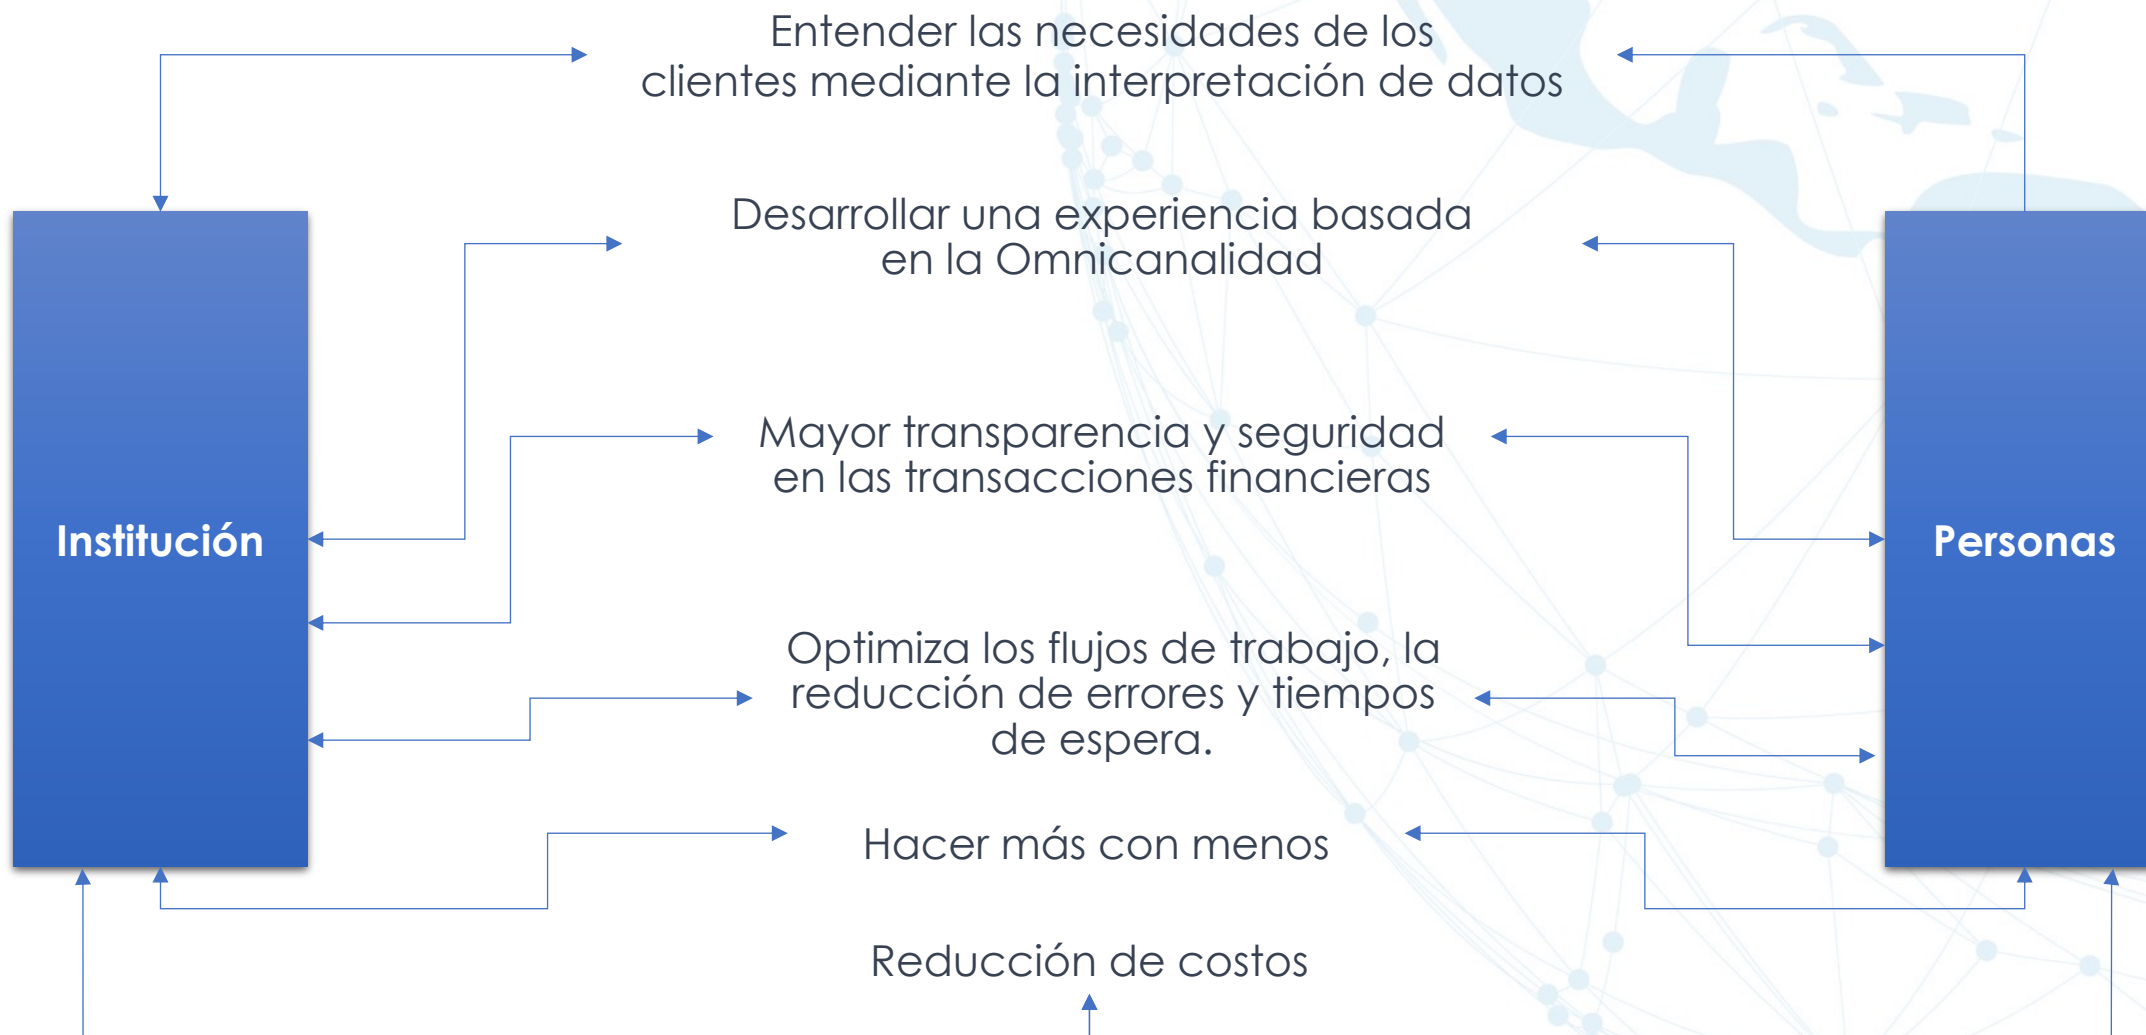 Entender las necesidades de los
clientes mediante la interpretación de datos
Desarrollar una experiencia basada
en la Omnicanalidad
Mayor transparencia y seguridad
en las transacciones financieras
Institución
Personas
Optimiza los flujos de trabajo, la
reducción de errores y tiempos
de espera.
Hacer más con menos
Reducción de costos